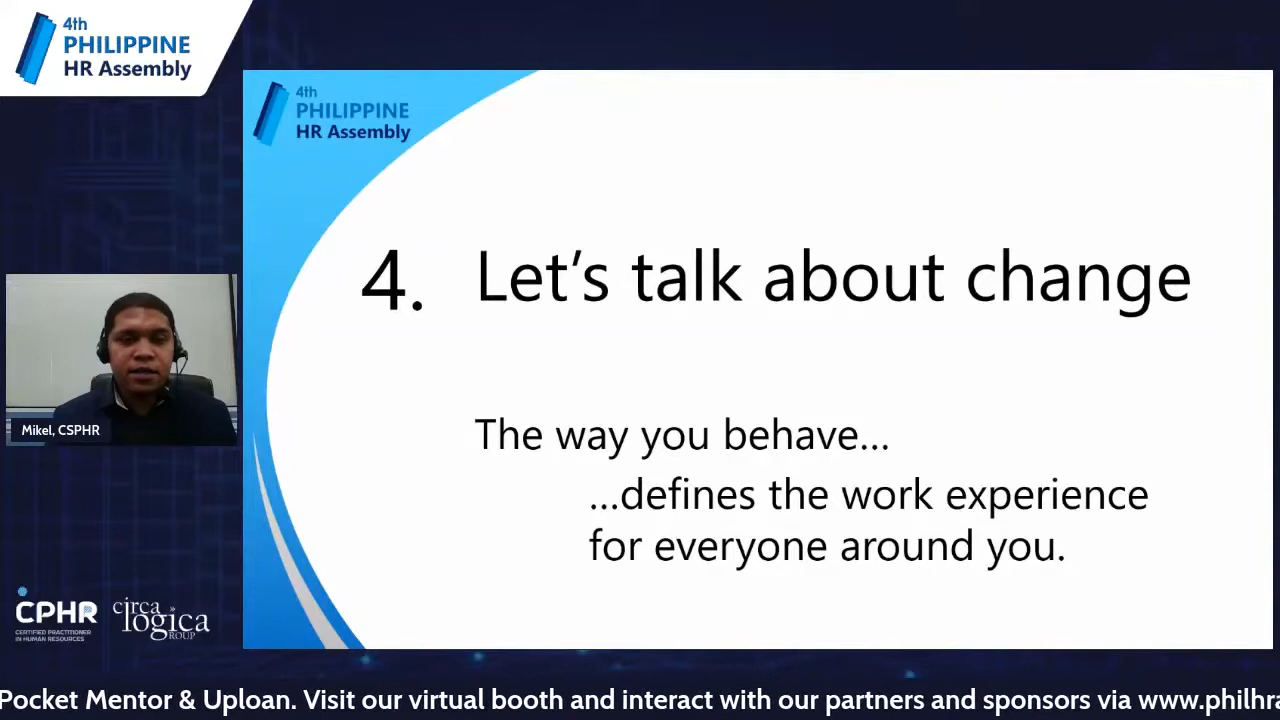 4th
PHILIPPINE
HR Assembly
4th
PHILIPPINE
HR Assembly
4. Let's talk about change
The way you behave...
...defines the work experience
for everyone around you.
Mikel, CSPHR
CPHR
CERTIFIED PRACTITIONER
IN HUMAN RESOURCES
circa
logica
GROUP
Pocket Mentor & Uploan. Visit our virtual booth and interact with our partners and sponsors via www.philhra